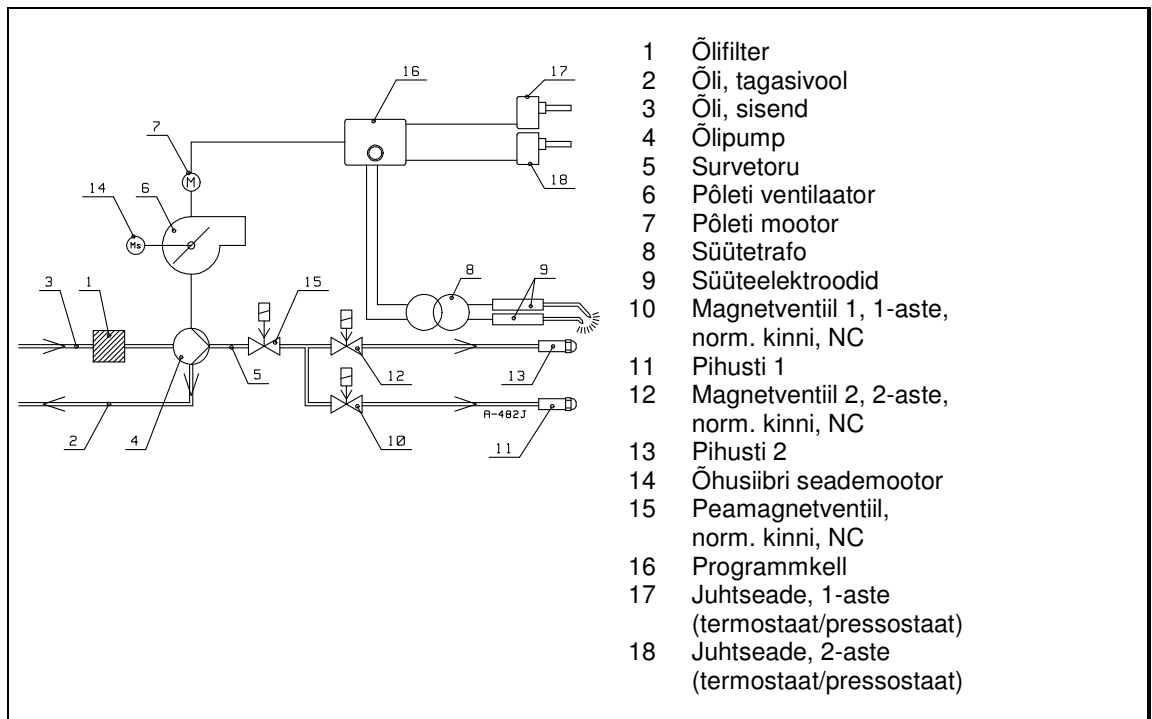 16
17
7
14
6
18
3
1
15
8
9
M
Ms
5
12
13
A-482J
2
4
10
11
1 Õlifilter
2 Õli, tagasivool
3 Õli, sisend
4 Õlipump
5 Survetoru
6 Pôleti ventilaator
7 Pôleti mootor
8 Süütetrafo
9 Süüteelektroodid
10 Magnetventiil 1, 1-aste,
norm. kinni, NC
11 Pihusti 1
12 Magnetventiil 2, 2-aste,
norm. kinni, NC
13 Pihusti 2
14 Õhusiibri seademootor
15 Peamagnetventiil,
norm. kinni, NC
16 Programmkell
17 Juhtseade, 1-aste
(termostaat/pressostaat)
18 Juhtseade, 2-aste
(termostaat/pressostaat)